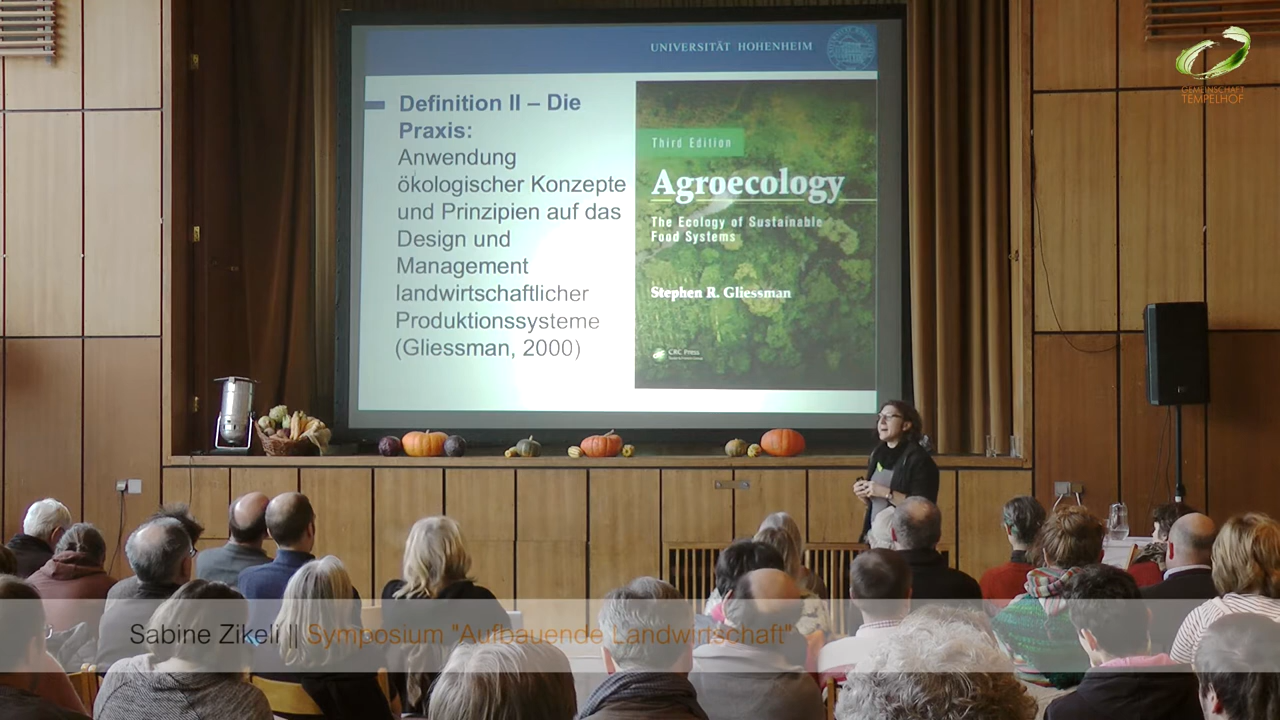 UNIVERSITÄT HOHENHEIM
Definition II – Die
Praxis:
Anwendung
ökologischer Konzepte
und Prinzipien auf das
Design und
Management
landwirtschaftlicher
Produktionssysteme
(Gliessman, 2000)
Third Edition
Agroecology
The Ecology of Sustainable
Food Systems
Stephen R. Gliessman
CRC Press
GEMEINSCHAFT
TEMPELHOF
Sabine Zikeli || Symposium "Aufbauende Landwirtschaft"